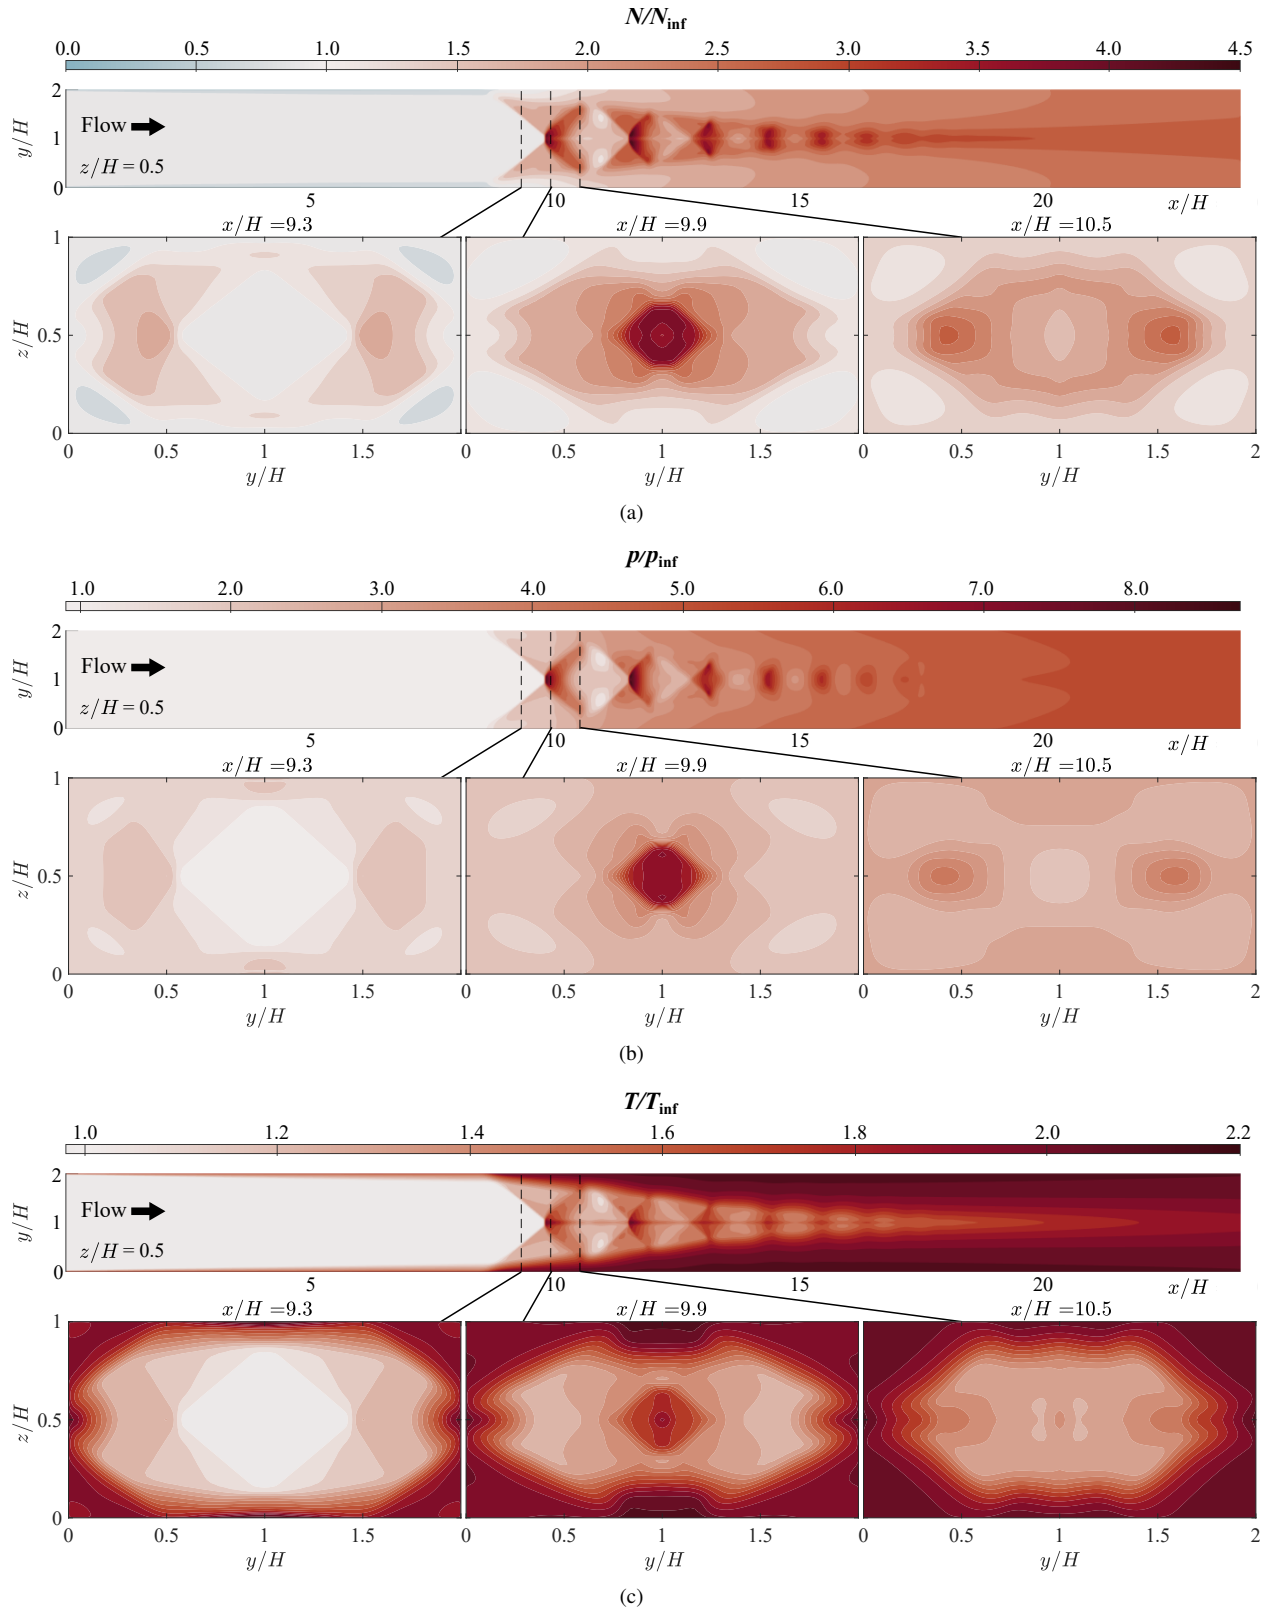 N/N_inf
0.0 0.5 1.0 1.5 2.0 2.5 3.0 3.5 4.0 4.5
2
Flow
y/H 1
z/H = 0.5
0
5 10 15 20 x/H
x/H =9.3 x/H =9.9 x/H =10.5
1
z/H 0.5
0
0 0.5 1 1.5 0 0.5 1 1.5 0 0.5 1 1.5 2
y/H y/H y/H
(a)
p/p_inf
1.0 2.0 3.0 4.0 5.0 6.0 7.0 8.0
2
Flow
y/H 1
z/H = 0.5
0
5 10 15 20 x/H
x/H =9.3 x/H =9.9 x/H =10.5
1
z/H 0.5
0
0 0.5 1 1.5 0 0.5 1 1.5 0 0.5 1 1.5 2
y/H y/H y/H
(b)
T/T_inf
1.0 1.2 1.4 1.6 1.8 2.0 2.2
2
Flow
y/H 1
z/H = 0.5
0
5 10 15 20 x/H
x/H =9.3 x/H =9.9 x/H =10.5
1
z/H 0.5
0
0 0.5 1 1.5 0 0.5 1 1.5 0 0.5 1 1.5 2
y/H y/H y/H
(c)